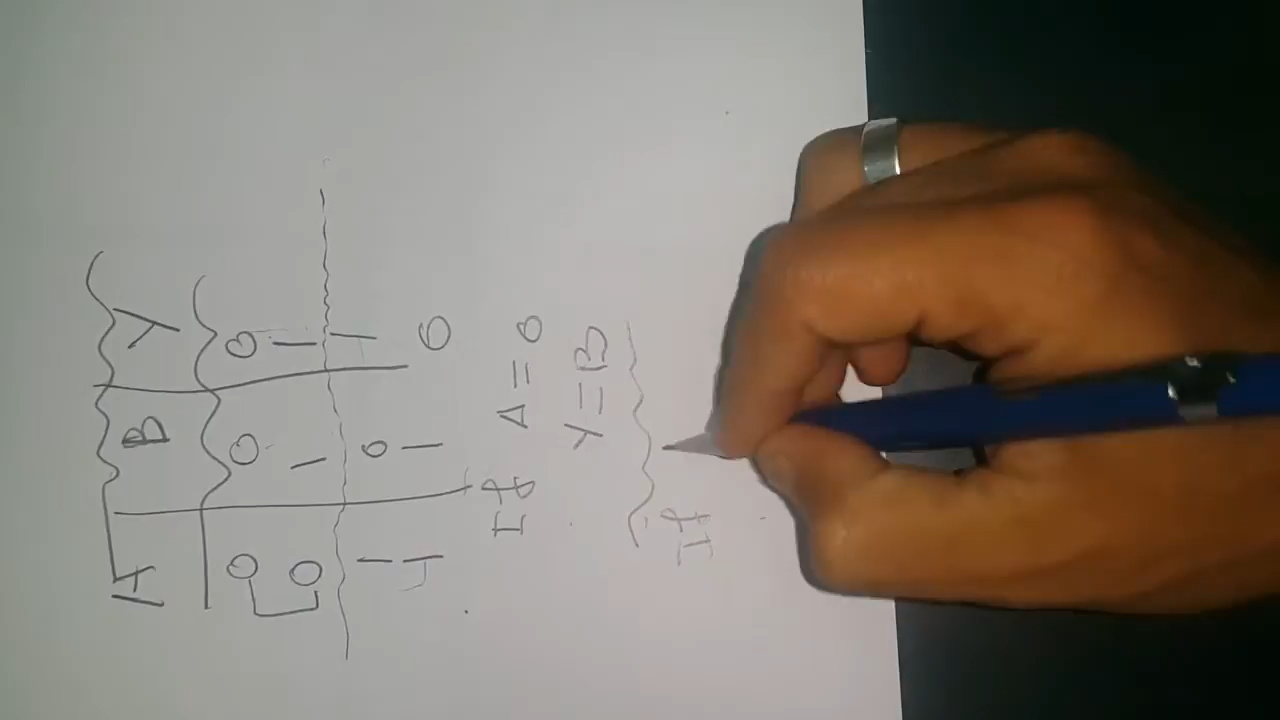 A B Y
0 0 0
0 1 1
1 0 1
1 1 0
If A = 0
Y = B
If